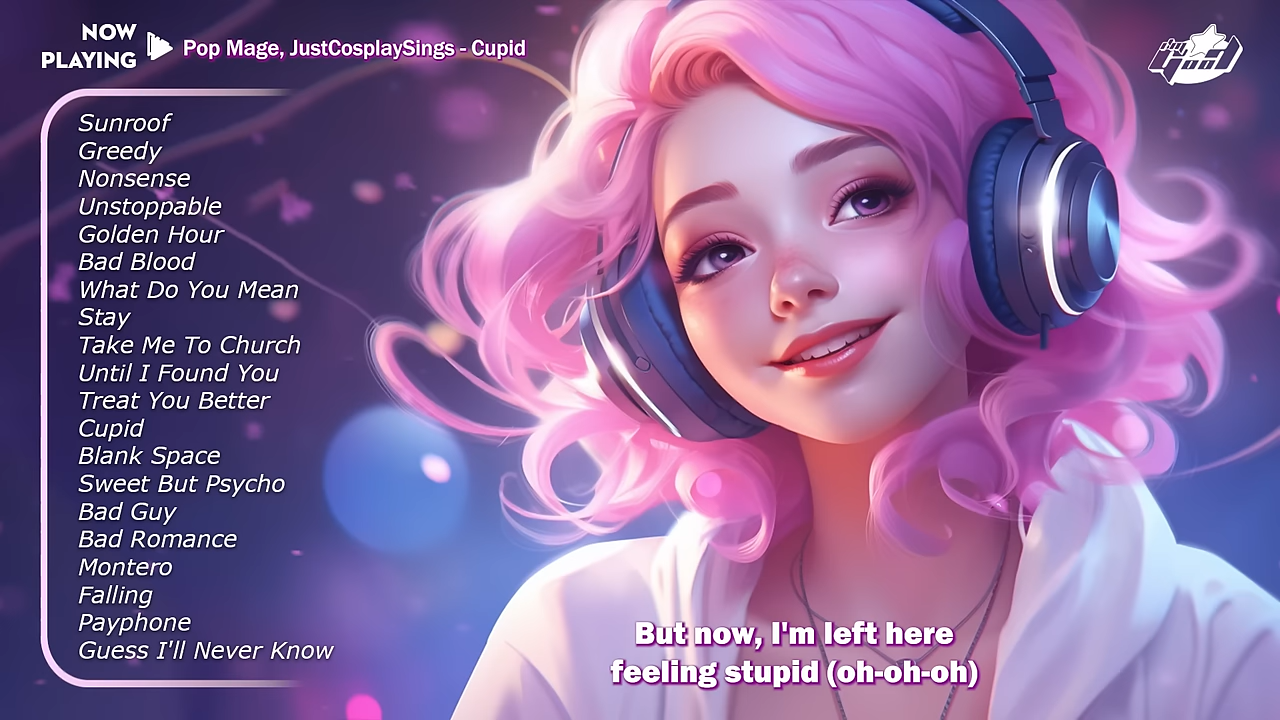 NOW
PLAYING
Pop Mage, JustCosplaySings - Cupid
Sunroof
Greedy
Nonsense
Unstoppable
Golden Hour
Bad Blood
What Do You Mean
Stay
Take Me To Church
Until I Found You
Treat You Better
Cupid
Blank Space
Sweet But Psycho
Bad Guy
Bad Romance
Montero
Falling
Payphone
Guess I'll Never Know
But now, I'm left here
feeling stupid (oh-oh-oh)